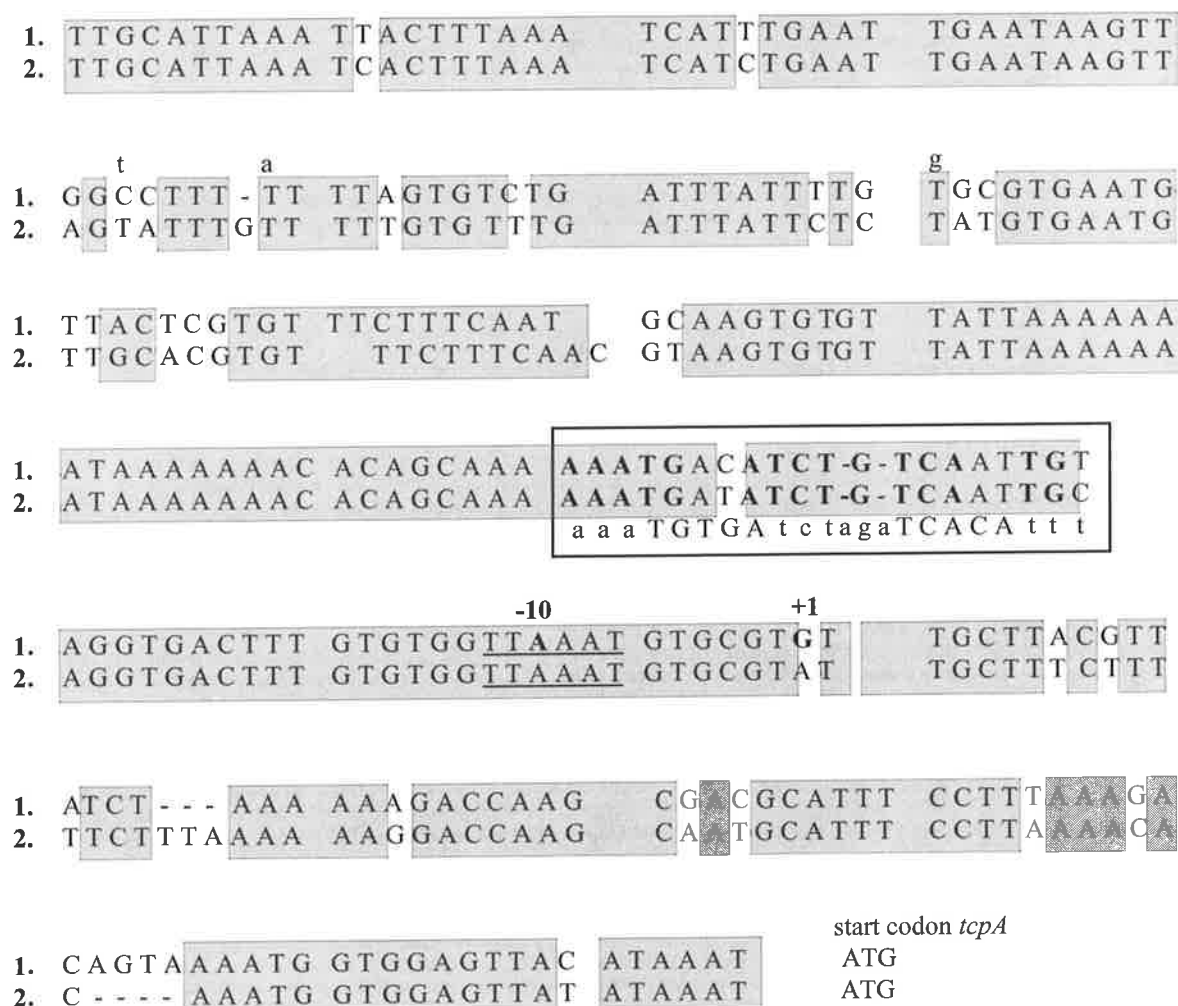 1. TTGCATTAAA TTACTTTAAA TCATTTGAAT TGAATAAGTT
2. TTGCATTAAA TCACTTTAAA TCATCTGAAT TGAATAAGTT
t a g
1. GGCCTTT-TT TTAGTGTCTG ATTTATTTTG TGCGTGAATG
2. AGTATTTGTT TTTGTGTTTG ATTTATTCTC TATGTGAATG
1. TTACTCGTGT TTCTTTCAAT GCAAGTGTGT TATTAAAAAA
2. TTGCACGTGT TTCTTTCAAC GTAAGTGTGT TATTAAAAAA
1. ATAAAAAAAC ACAGCAAA AAATGACATCT-G-TCAATTGT
2. ATAAAAAAAC ACAGCAAA AAATGATATCT-G-TCAATTGC
aaaTGTGAtctagaTCACAttt
-10 +1
1. AGGTGACTTT GTGTGGTTAAAT GTGCGTGT TGCTTACGTT
2. AGGTGACTTT GTGTGGTTAAAT GTGCGTAT TGCTTTCTTT
1. ATCT---AAA AAAGACCAAG CGACGCATTT CCTTTAAAGA
2. TTCTTTAAAA AAGGACCAAG CAATGCATTT CCTTAAAACA
start codon tcpA
1. CAGTAAAATG GTGGAGTTAC ATAAAT ATG
2. C----AAATG GTGGAGTTAT ATAAAT ATG